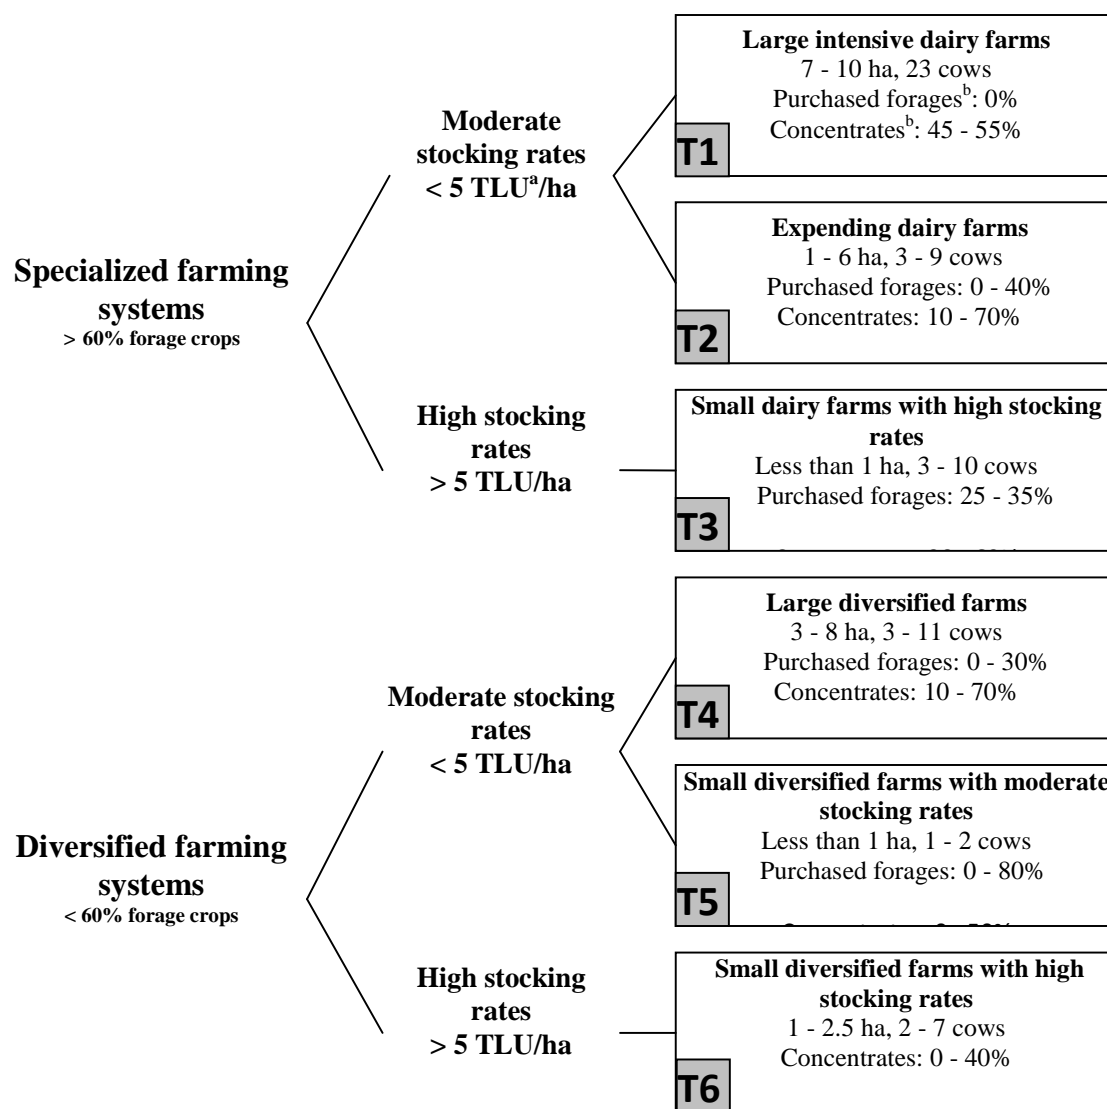 Specialized farming
systems
> 60% forage crops
Moderate
stocking rates
< 5 TLUᵃ/ha
Large intensive dairy farms
7 - 10 ha, 23 cows
Purchased foragesᵇ: 0%
Concentratesᵇ: 45 - 55%
T1
Expending dairy farms
1 - 6 ha, 3 - 9 cows
Purchased forages: 0 - 40%
Concentrates: 10 - 70%
T2
High stocking
rates
> 5 TLU/ha
Small dairy farms with high stocking
rates
Less than 1 ha, 3 - 10 cows
Purchased forages: 25 - 35%
T3
Diversified farming
systems
< 60% forage crops
Moderate stocking
rates
< 5 TLU/ha
Large diversified farms
3 - 8 ha, 3 - 11 cows
Purchased forages: 0 - 30%
Concentrates: 10 - 70%
T4
Small diversified farms with moderate
stocking rates
Less than 1 ha, 1 - 2 cows
Purchased forages: 0 - 80%
T5
High stocking
rates
> 5 TLU/ha
Small diversified farms with high
stocking rates
1 - 2.5 ha, 2 - 7 cows
Concentrates: 0 - 40%
T6